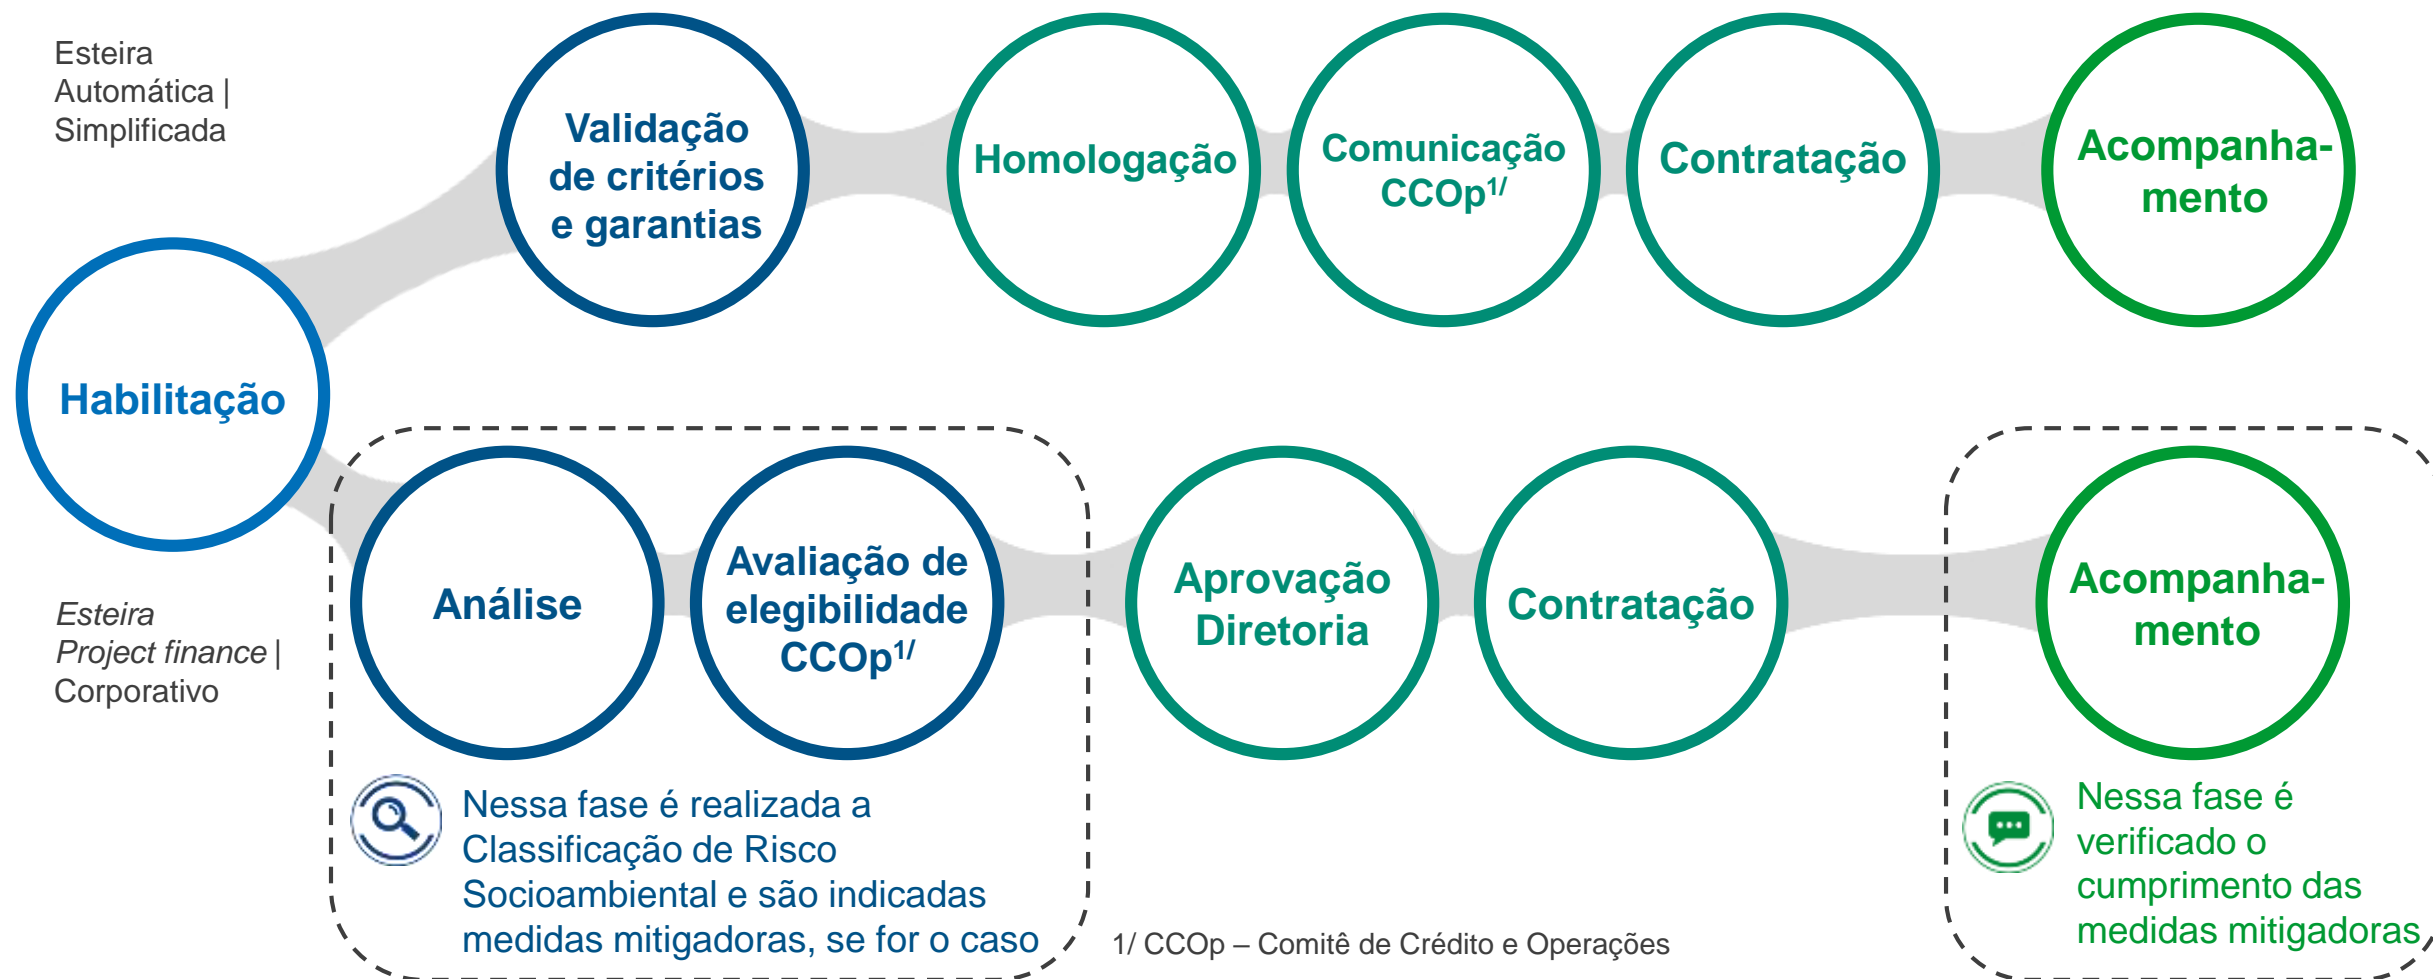 Esteira
Automática |
Simplificada
Validação
de critérios
e garantias
Homologação
Comunicação
CCOp1/
Contratação
Acompanha-
mento
Habilitação
Esteira
Project finance |
Corporativo
Análise
Avaliação de
elegibilidade
CCOp1/
Aprovação
Diretoria
Contratação
Acompanha-
mento
Nessa fase é realizada a
Classificação de Risco
Socioambiental e são indicadas
medidas mitigadoras, se for o caso
Nessa fase é
verificado o
cumprimento das
medidas mitigadoras
1/ CCOp – Comitê de Crédito e Operações